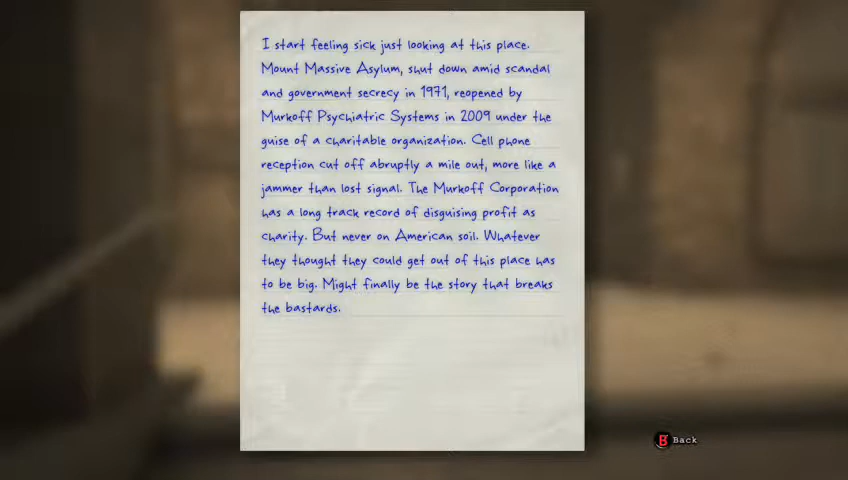 I start feeling sick just looking at this place.
Mount Massive Asylum, shut down amid scandal
and government secrecy in 1971, reopened by
Murkoff Psychiatric Systems in 2009 under the
guise of a charitable organization. Cell phone
reception cut off abruptly a mile out, more like a
jammer than lost signal. The Murkoff Corporation
has a long track record of disguising profit as
charity. But never on American soil. Whatever
they thought they could get out of this place has
to be big. Might finally be the story that breaks
the bastards.
B Back